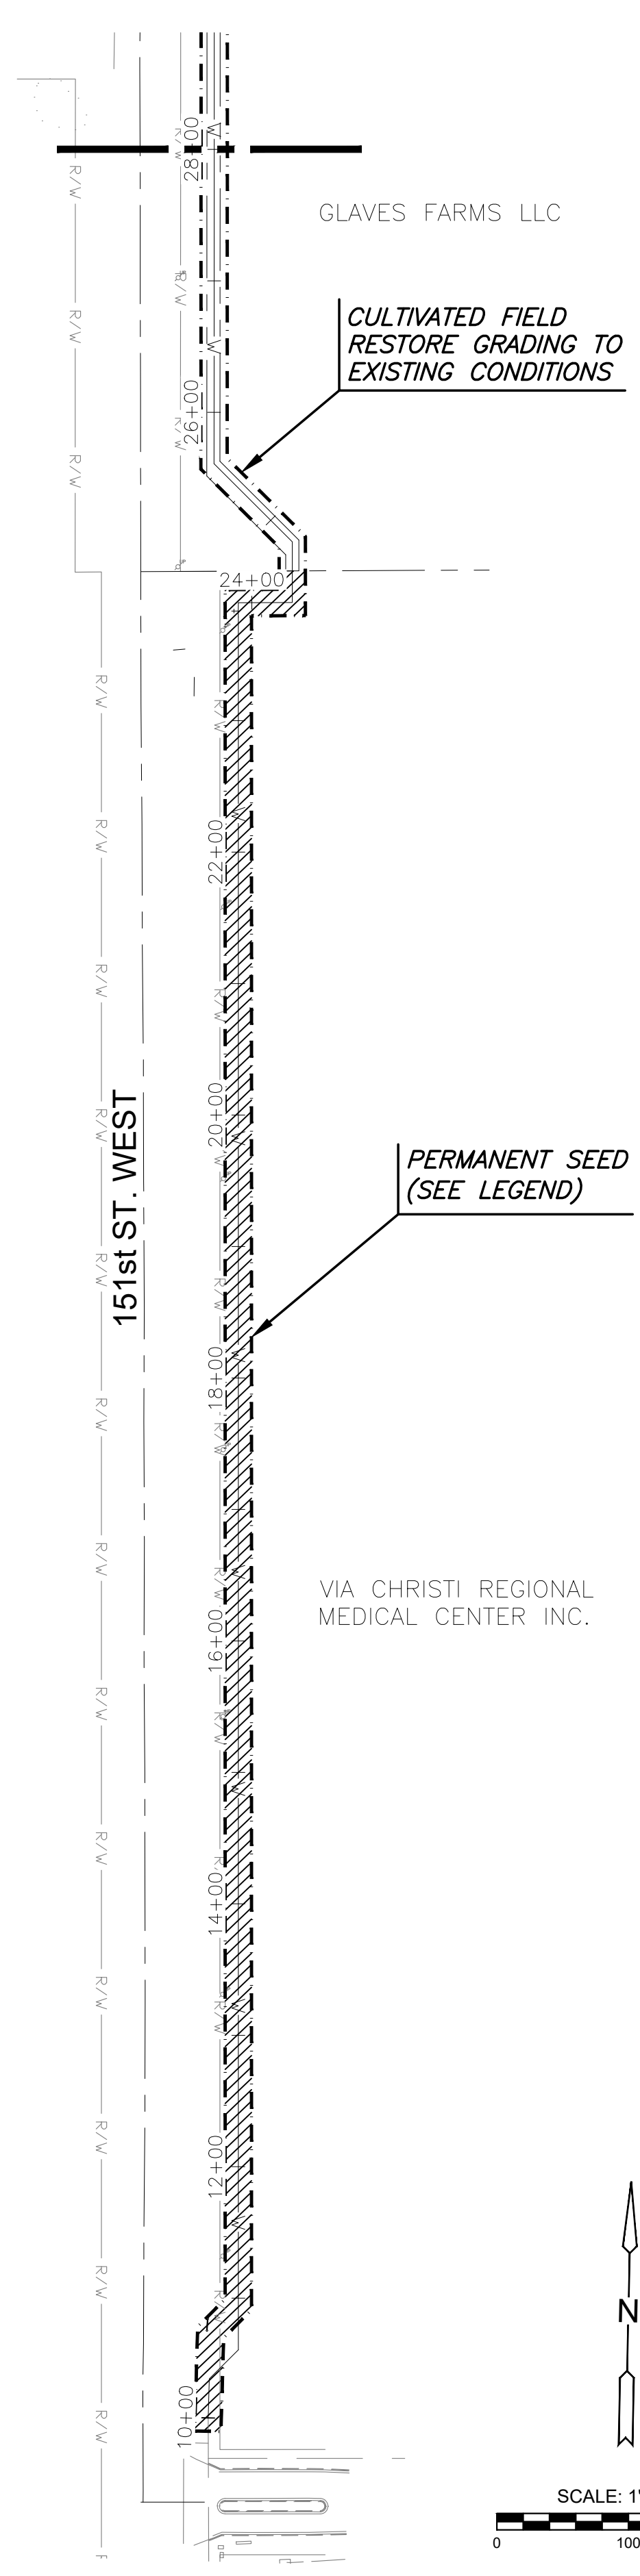 28+00
R/W
R/W
W
GLAVES FARMS LLC
R/W
R/W
CULTIVATED FIELD
RESTORE GRADING TO
EXISTING CONDITIONS
W
26+00
R/W
R/W
24+00
R/W
R/W
W
22+00
R/W
R/W
R/W
20+00
W
R/W
151st ST. WEST
PERMANENT SEED
(SEE LEGEND)
R/W
R/W
18+00
W
R/W
R/W
R/W
W
R/W
VIA CHRISTI REGIONAL
MEDICAL CENTER INC.
16+00
R/W
R/W
W
R/W
14+00
R/W
W
R/W
12+00
R/W
W
R/W
N
10+00
R/W
SCALE: 1"
0
100